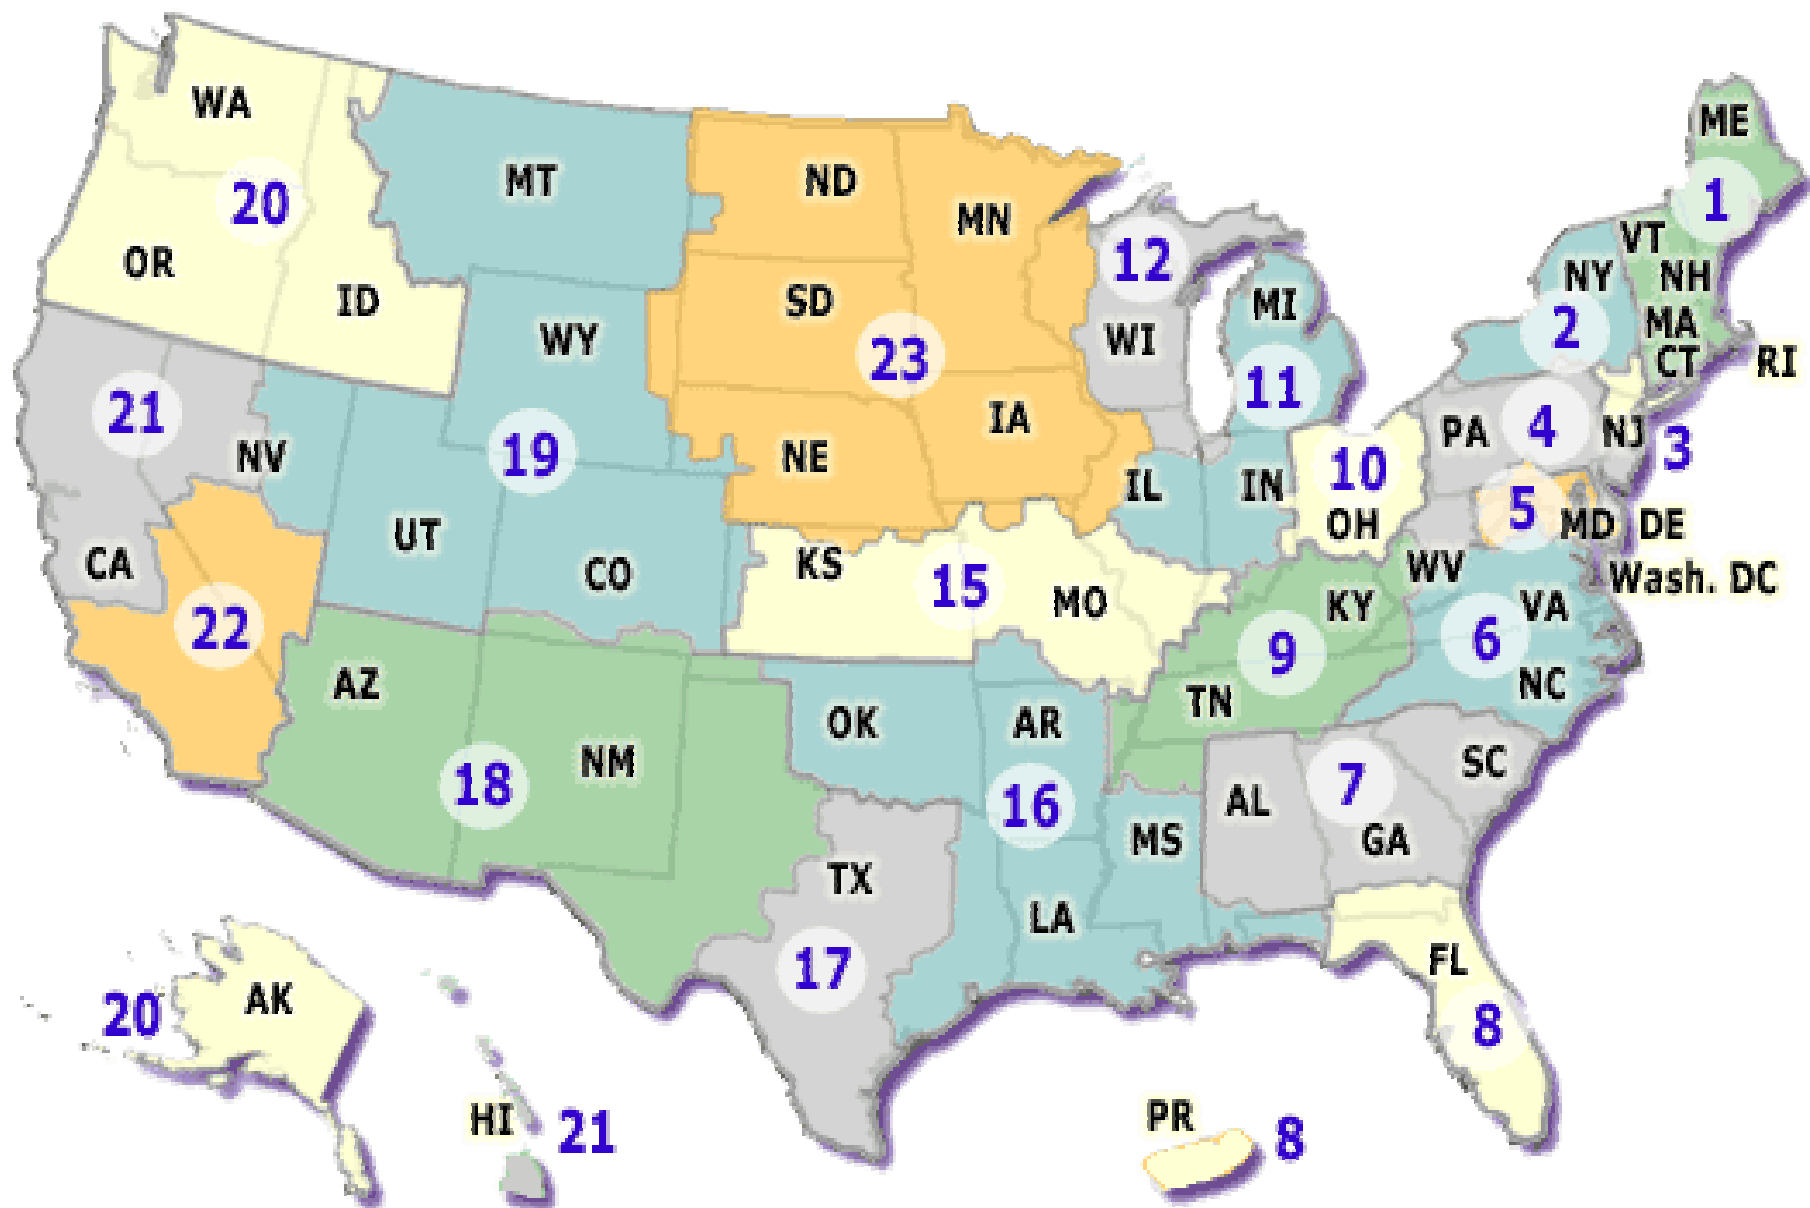 WA
20
OR
ID
MT
ND
MN
12
WI
MI
11
ME
1
VT
NY
NH
2
MA
CT
RI
WY
SD
23
IA
NE
21
NV
19
CA
UT
CO
22
KS
15
MO
IL
IN
10
OH
PA
4
NJ
3
5
MD
DE
WV
Wash. DC
KY
VA
9
6
TN
NC
AZ
NM
18
OK
AR
16
MS
AL
7
SC
GA
TX
17
LA
FL
8
20
AK
HI
21
PR
8